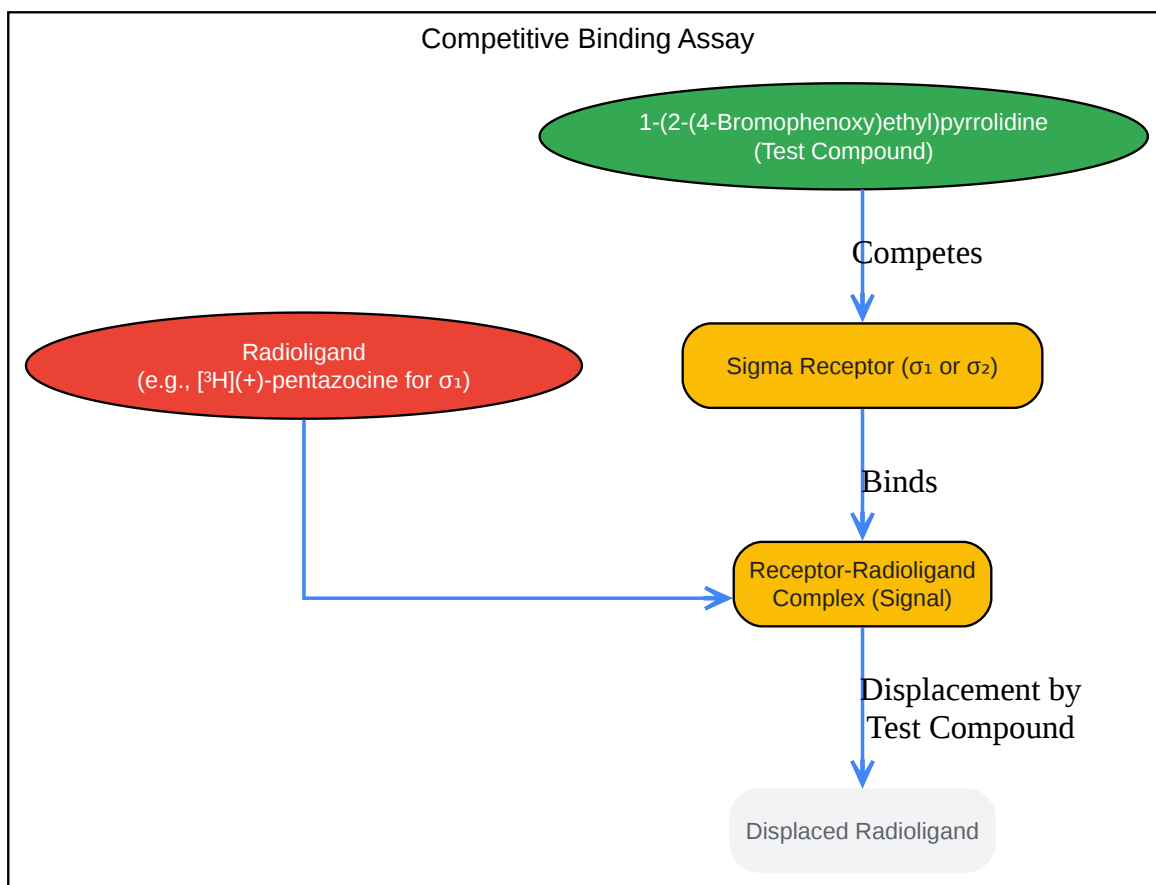 Competitive Binding Assay
1-(2-(4-Bromophenoxy)ethyl)pyrrolidine
(Test Compound)
Competes
Radioligand
(e.g., [³H](+)-pentazocine for σ₁)
Sigma Receptor (σ₁ or σ₂)
Binds
Receptor-Radioligand
Complex (Signal)
Displacement by
Test Compound
Displaced Radioligand